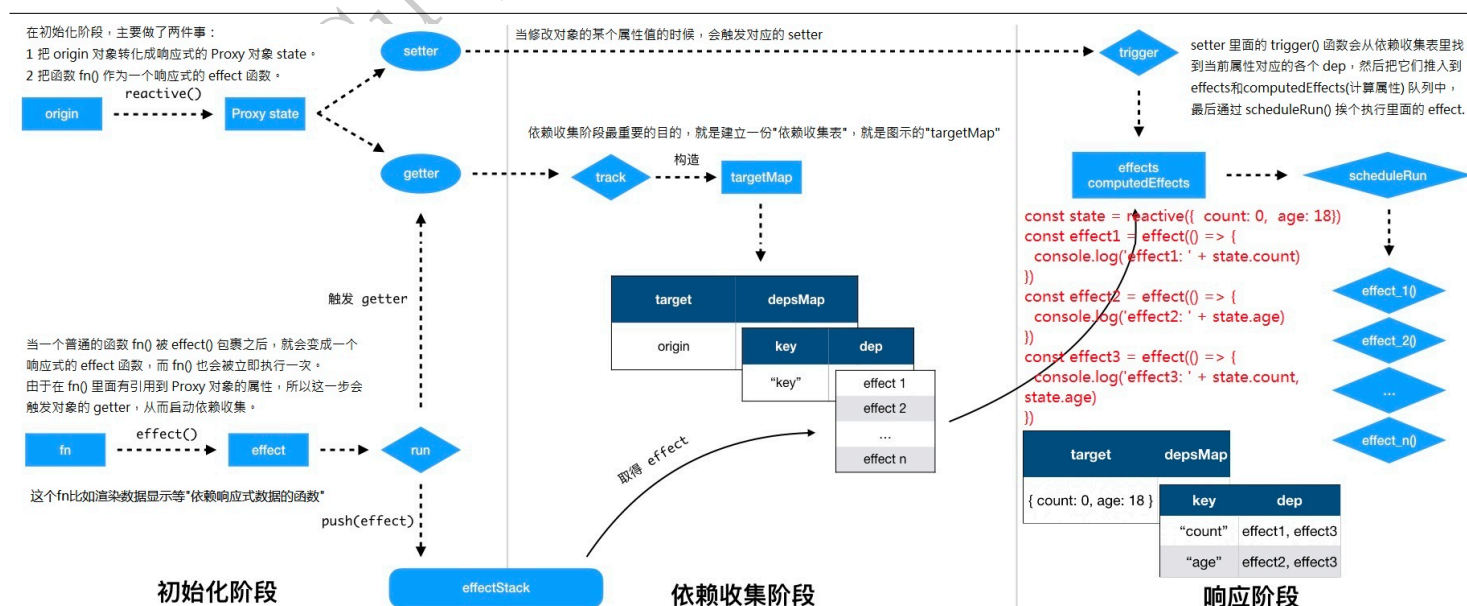 在初始化阶段，主要做了两件事：
1 把 origin 对象转化成响应式的 Proxy 对象 state。
2 把函数 fn() 作为一个响应式的 effect 函数。
reactive()
origin
Proxy state
setter
getter
当修改对象的某个属性值的时候，会触发对应的 setter
trigger
setter 里面的 trigger() 函数会从依赖收集表里找
到当前属性对应的各个 dep，然后把它们推入到
effects和computedEffects(计算属性) 队列中，
最后通过 scheduleRun() 挨个执行里面的 effect.
依赖收集阶段最重要的目的，就是建立一份"依赖收集表"，就是图示的"targetMap"
track
构造
targetMap
effects
computedEffects
scheduleRun
const state = reactive({ count: 0, age: 18})
const effect1 = effect(() => {
console.log('effect1: ' + state.count)
})
const effect2 = effect(() => {
console.log('effect2: ' + state.age)
})
const effect3 = effect(() => {
console.log('effect3: ' + state.count,
state.age)
})
effect_1()
effect_2()
...
effect_n()
触发 getter
target
depsMap
origin
key
dep
“key”
effect 1
effect 2
...
effect n
当一个普通的函数 fn() 被 effect() 包裹之后，就会变成一个
响应式的 effect 函数，而 fn() 也会被立即执行一次。
由于在 fn() 里面有引用到 Proxy 对象的属性，所以这一步会
触发对象的 getter，从而启动依赖收集。
effect()
fn
effect
run
这个fn比如渲染数据显示等"依赖响应式数据的函数"
push(effect)
取得 effect
effectStack
target
depsMap
{ count: 0, age: 18 }
key
dep
“count”
effect1, effect3
“age”
effect2, effect3
初始化阶段
依赖收集阶段
响应阶段